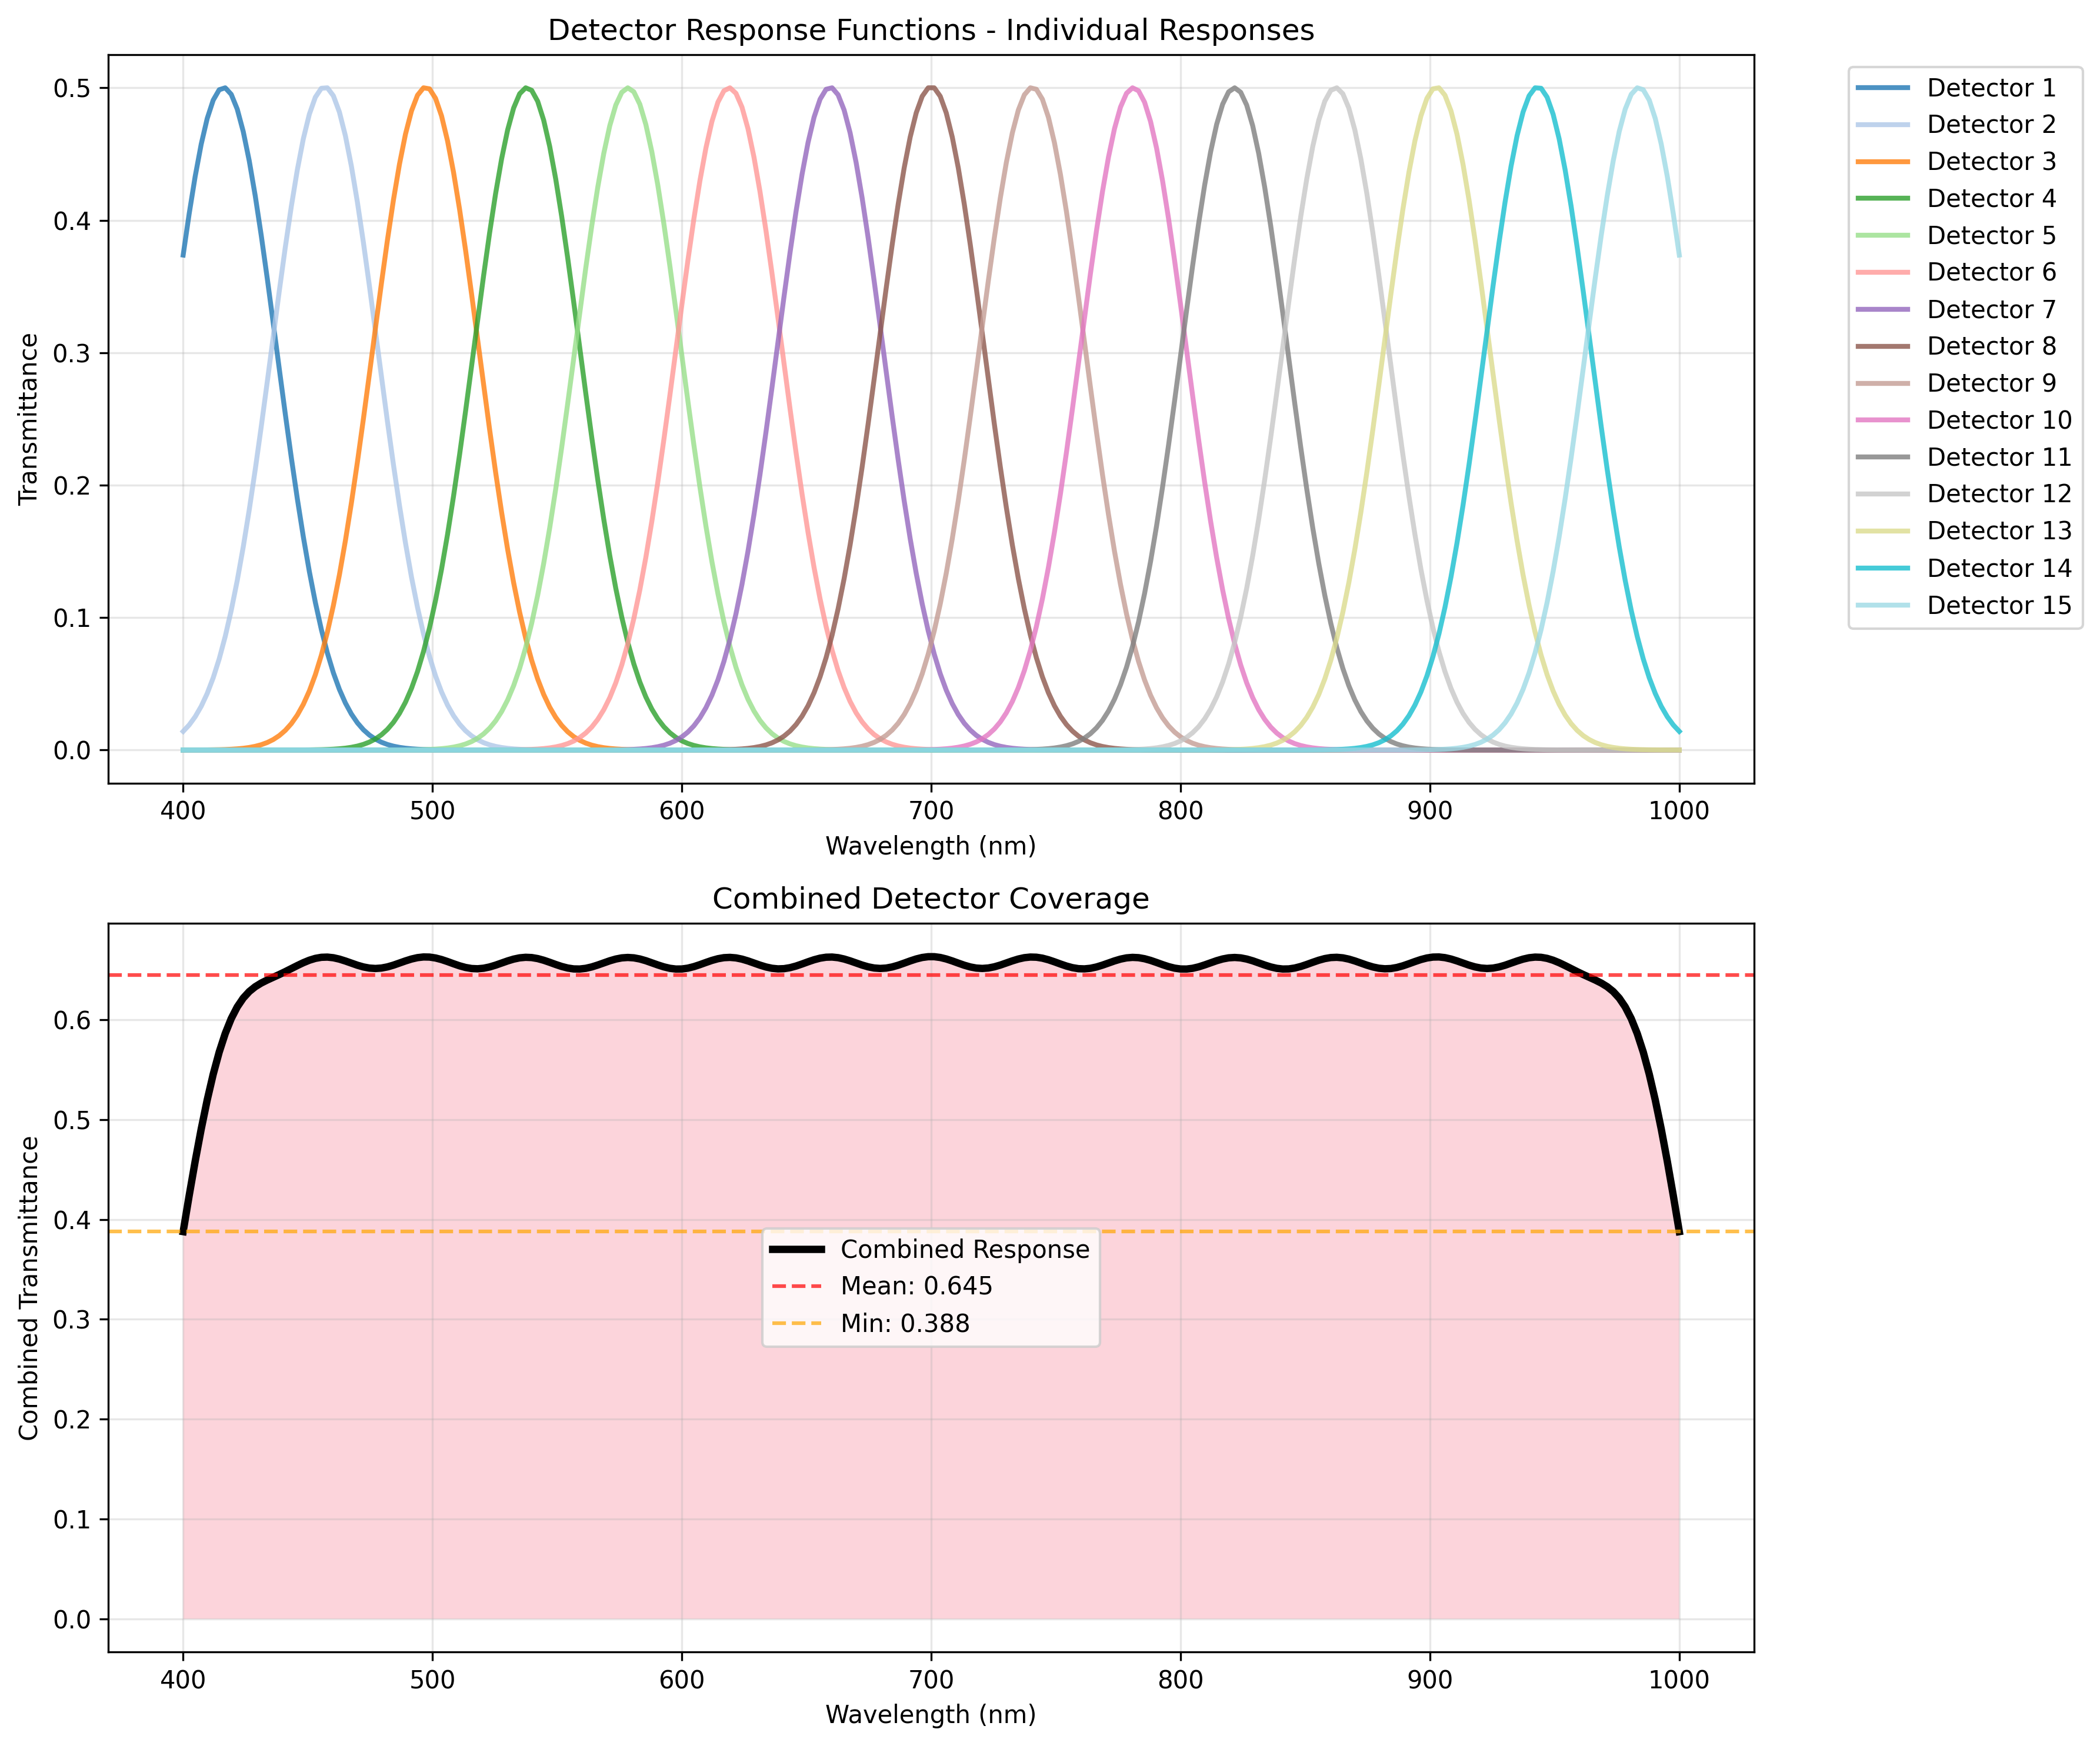 Detector Response Functions - Individual Responses
Transmittance
0.5
0.4
0.3
0.2
0.1
0.0
400 500 600 700 800 900 1000
Wavelength (nm)
Detector 1
Detector 2
Detector 3
Detector 4
Detector 5
Detector 6
Detector 7
Detector 8
Detector 9
Detector 10
Detector 11
Detector 12
Detector 13
Detector 14
Detector 15
Combined Detector Coverage
Combined Transmittance
0.6
0.5
0.4
0.3
0.2
0.1
0.0
Combined Response
Mean: 0.645
Min: 0.388
400 500 600 700 800 900 1000
Wavelength (nm)